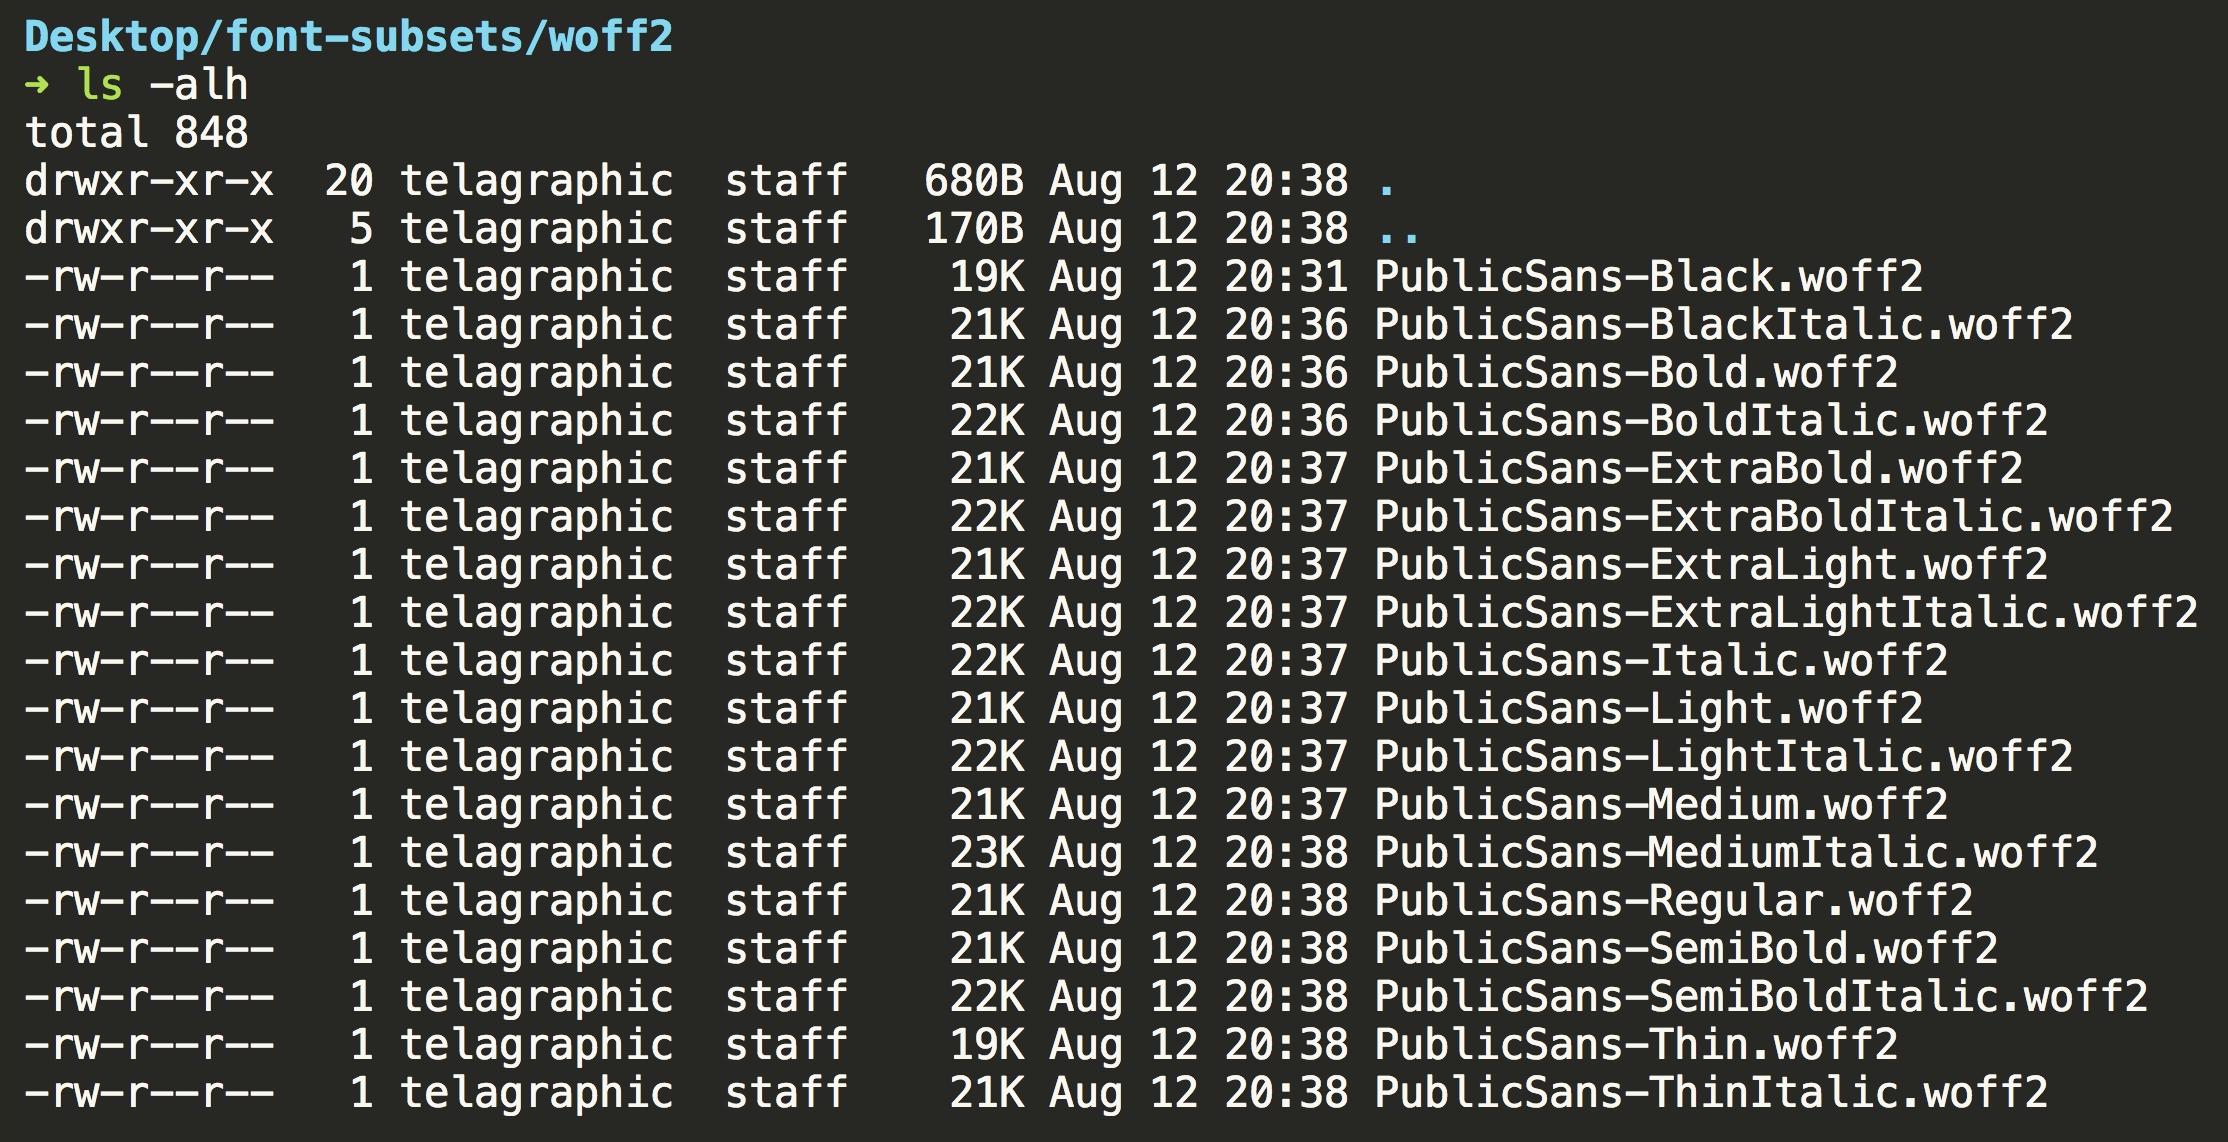 Desktop/font-subsets/woff2
➜ ls -alh
total 848
drwxr-xr-x  20 telagraphic  staff   680B Aug 12 20:38 .
drwxr-xr-x   5 telagraphic  staff   170B Aug 12 20:38 ..
-rw-r--r--   1 telagraphic  staff    19K Aug 12 20:31 PublicSans-Black.woff2
-rw-r--r--   1 telagraphic  staff    21K Aug 12 20:36 PublicSans-BlackItalic.woff2
-rw-r--r--   1 telagraphic  staff    21K Aug 12 20:36 PublicSans-Bold.woff2
-rw-r--r--   1 telagraphic  staff    22K Aug 12 20:36 PublicSans-BoldItalic.woff2
-rw-r--r--   1 telagraphic  staff    21K Aug 12 20:37 PublicSans-ExtraBold.woff2
-rw-r--r--   1 telagraphic  staff    22K Aug 12 20:37 PublicSans-ExtraBoldItalic.woff2
-rw-r--r--   1 telagraphic  staff    21K Aug 12 20:37 PublicSans-ExtraLight.woff2
-rw-r--r--   1 telagraphic  staff    22K Aug 12 20:37 PublicSans-ExtraLightItalic.woff2
-rw-r--r--   1 telagraphic  staff    22K Aug 12 20:37 PublicSans-Italic.woff2
-rw-r--r--   1 telagraphic  staff    21K Aug 12 20:37 PublicSans-Light.woff2
-rw-r--r--   1 telagraphic  staff    22K Aug 12 20:37 PublicSans-LightItalic.woff2
-rw-r--r--   1 telagraphic  staff    21K Aug 12 20:37 PublicSans-Medium.woff2
-rw-r--r--   1 telagraphic  staff    23K Aug 12 20:38 PublicSans-MediumItalic.woff2
-rw-r--r--   1 telagraphic  staff    21K Aug 12 20:38 PublicSans-Regular.woff2
-rw-r--r--   1 telagraphic  staff    21K Aug 12 20:38 PublicSans-SemiBold.woff2
-rw-r--r--   1 telagraphic  staff    22K Aug 12 20:38 PublicSans-SemiBoldItalic.woff2
-rw-r--r--   1 telagraphic  staff    19K Aug 12 20:38 PublicSans-Thin.woff2
-rw-r--r--   1 telagraphic  staff    21K Aug 12 20:38 PublicSans-ThinItalic.woff2